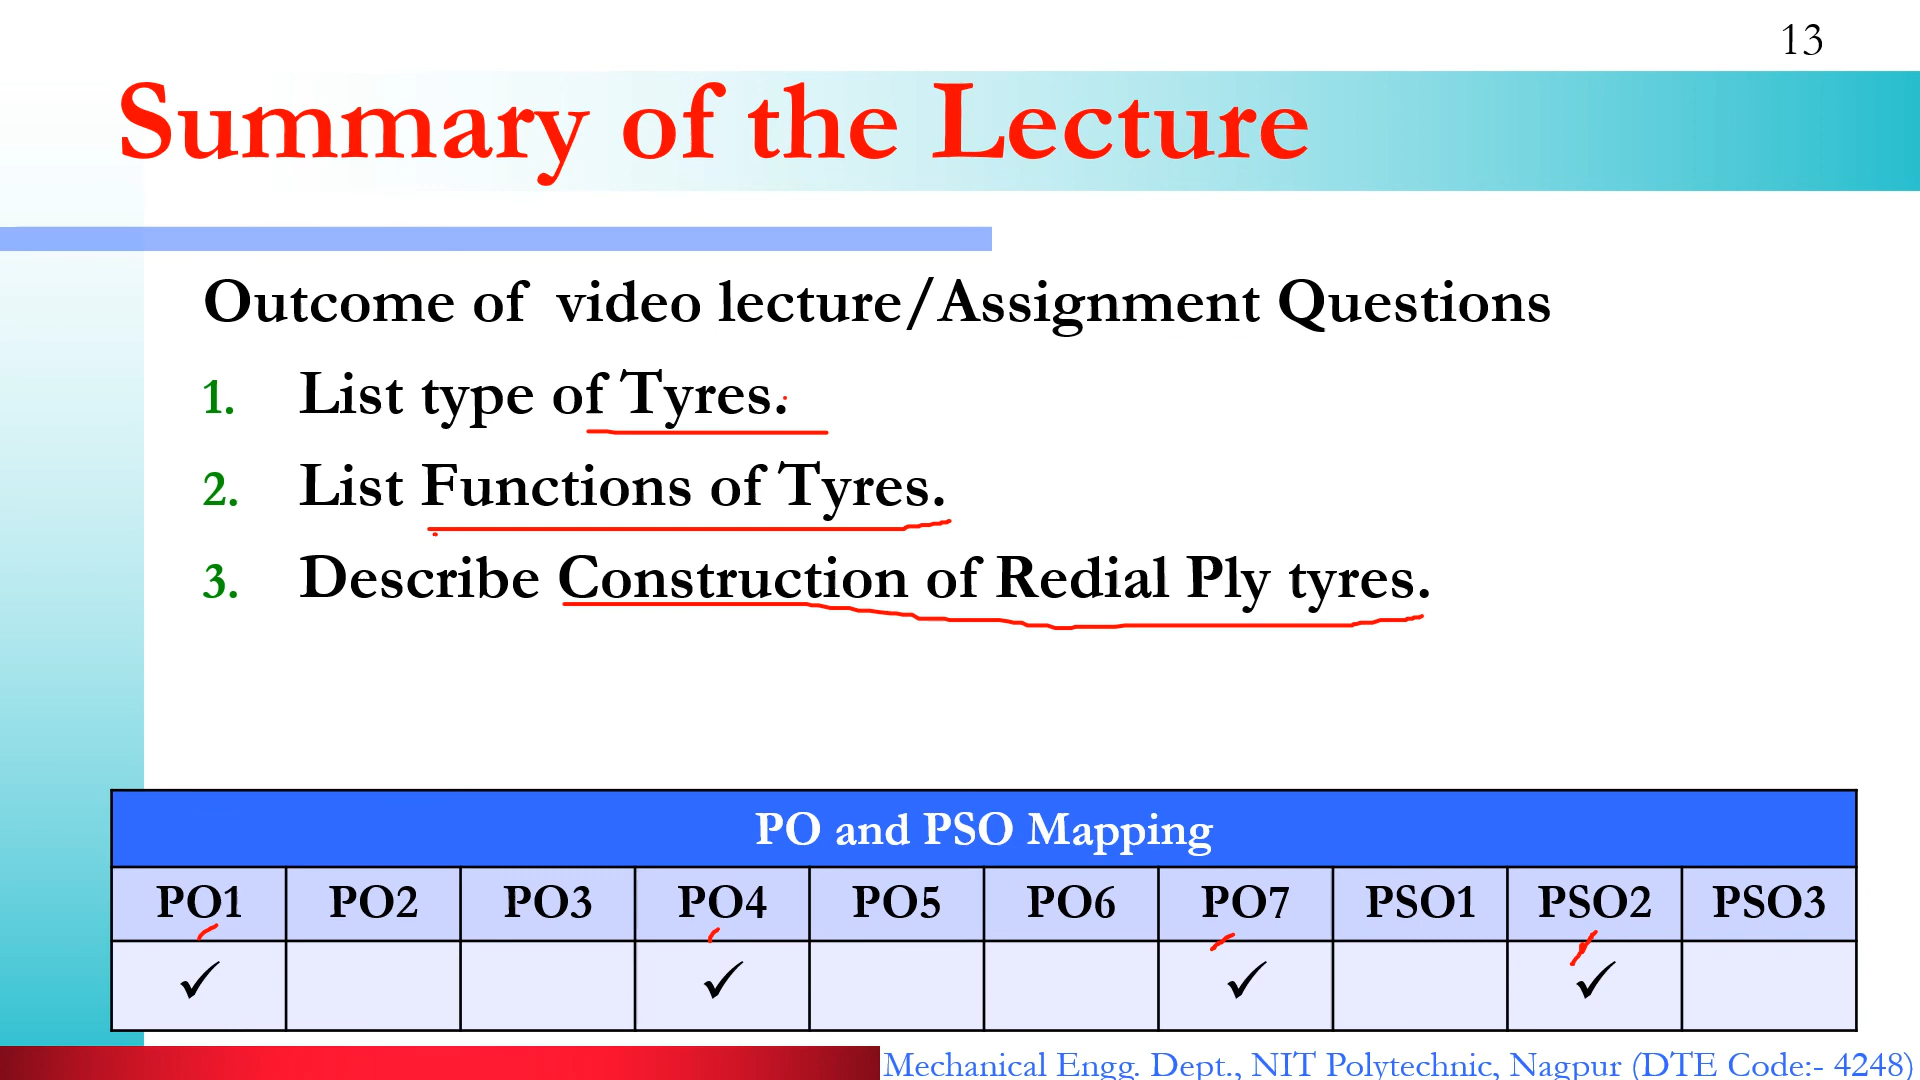 13
Summary of the Lecture
Outcome of video lecture/Assignment Questions
1. List type of Tyres.
2. List Functions of Tyres.
3. Describe Construction of Redial Ply tyres.
PO and PSO Mapping
PO1 PO2 PO3 PO4 PO5 PO6 PO7 PSO1 PSO2 PSO3
✓ ✓ ✓ ✓
Mechanical Engg. Dept., NIT Polytechnic, Nagpur (DTE Code:- 4248)